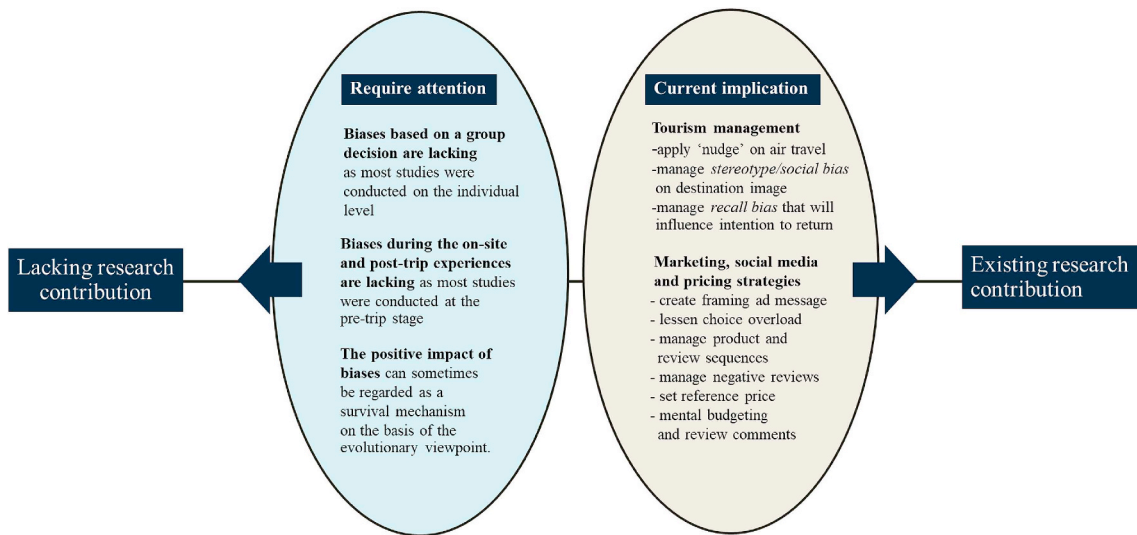 Lacking research
contribution
Require attention
Biases based on a group
decision are lacking
as most studies were
conducted on the individual
level
Biases during the on-site
and post-trip experiences
are lacking as most studies
were conducted at the
pre-trip stage
The positive impact of
biases can sometimes
be regarded as a
survival mechanism
on the basis of the
evolutionary viewpoint.
Current implication
Tourism management
-apply ‘nudge’ on air travel
-manage stereotype/social bias
on destination image
-manage recall bias that will
influence intention to return
Marketing, social media
and pricing strategies
- create framing ad message
- lessen choice overload
- manage product and
review sequences
- manage negative reviews
- set reference price
- mental budgeting
and review comments
Existing research
contribution